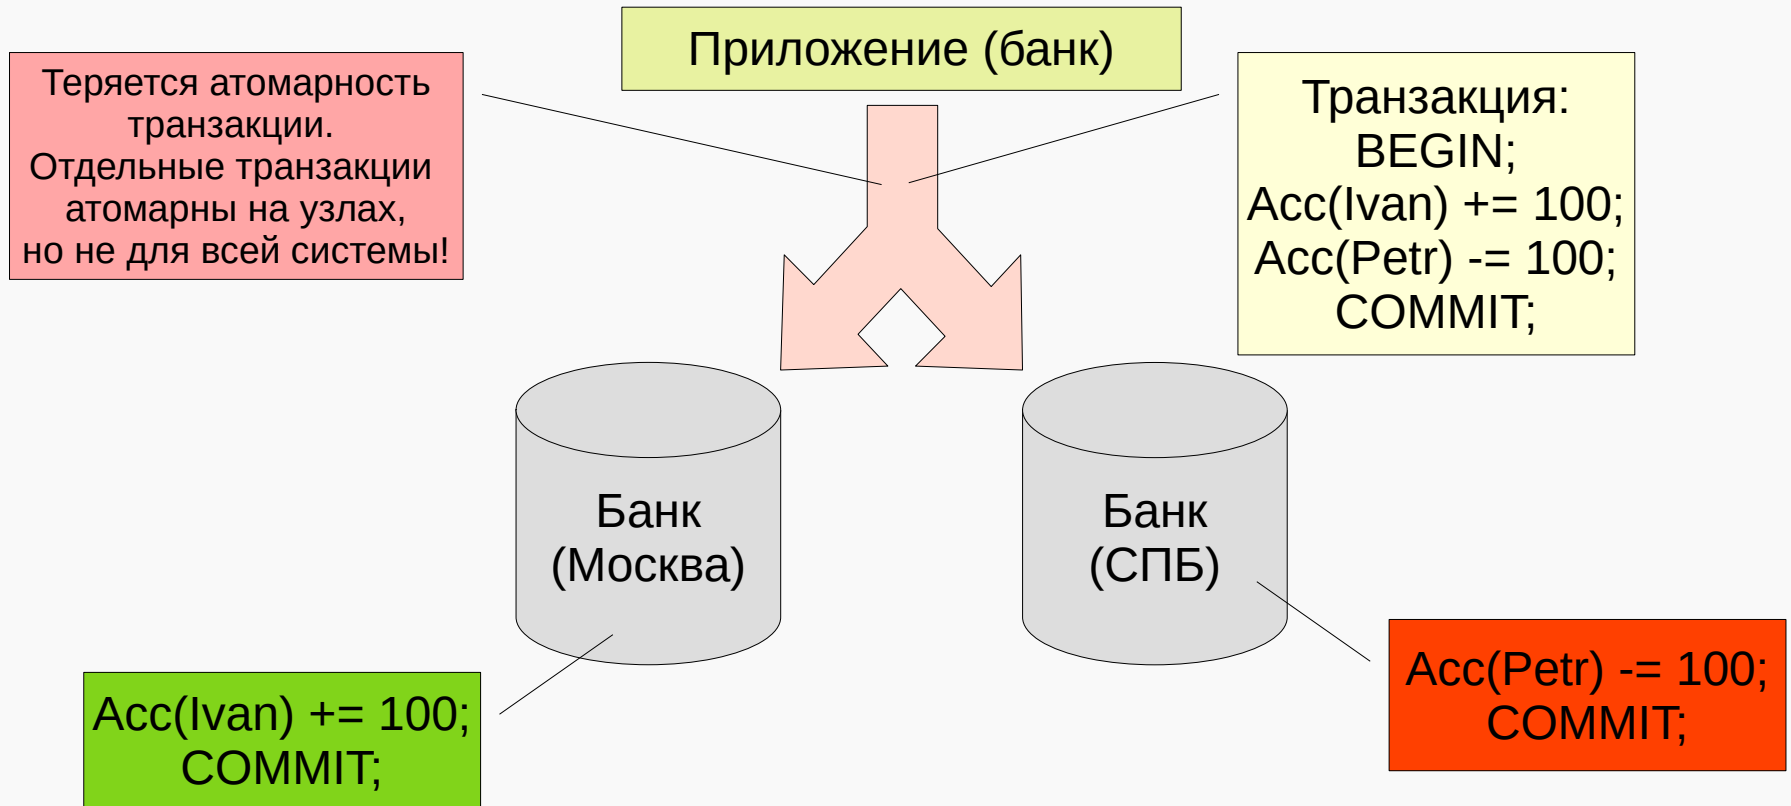 Приложение (банк)
Теряется атомарность
транзакции.
Отдельные транзакции
атомарны на узлах,
но не для всей системы!
Транзакция:
BEGIN;
Acc(Ivan) += 100;
Acc(Petr) -= 100;
COMMIT;
Банк
(Москва)
Банк
(СПБ)
Acc(Ivan) += 100;
COMMIT;
Acc(Petr) -= 100;
COMMIT;